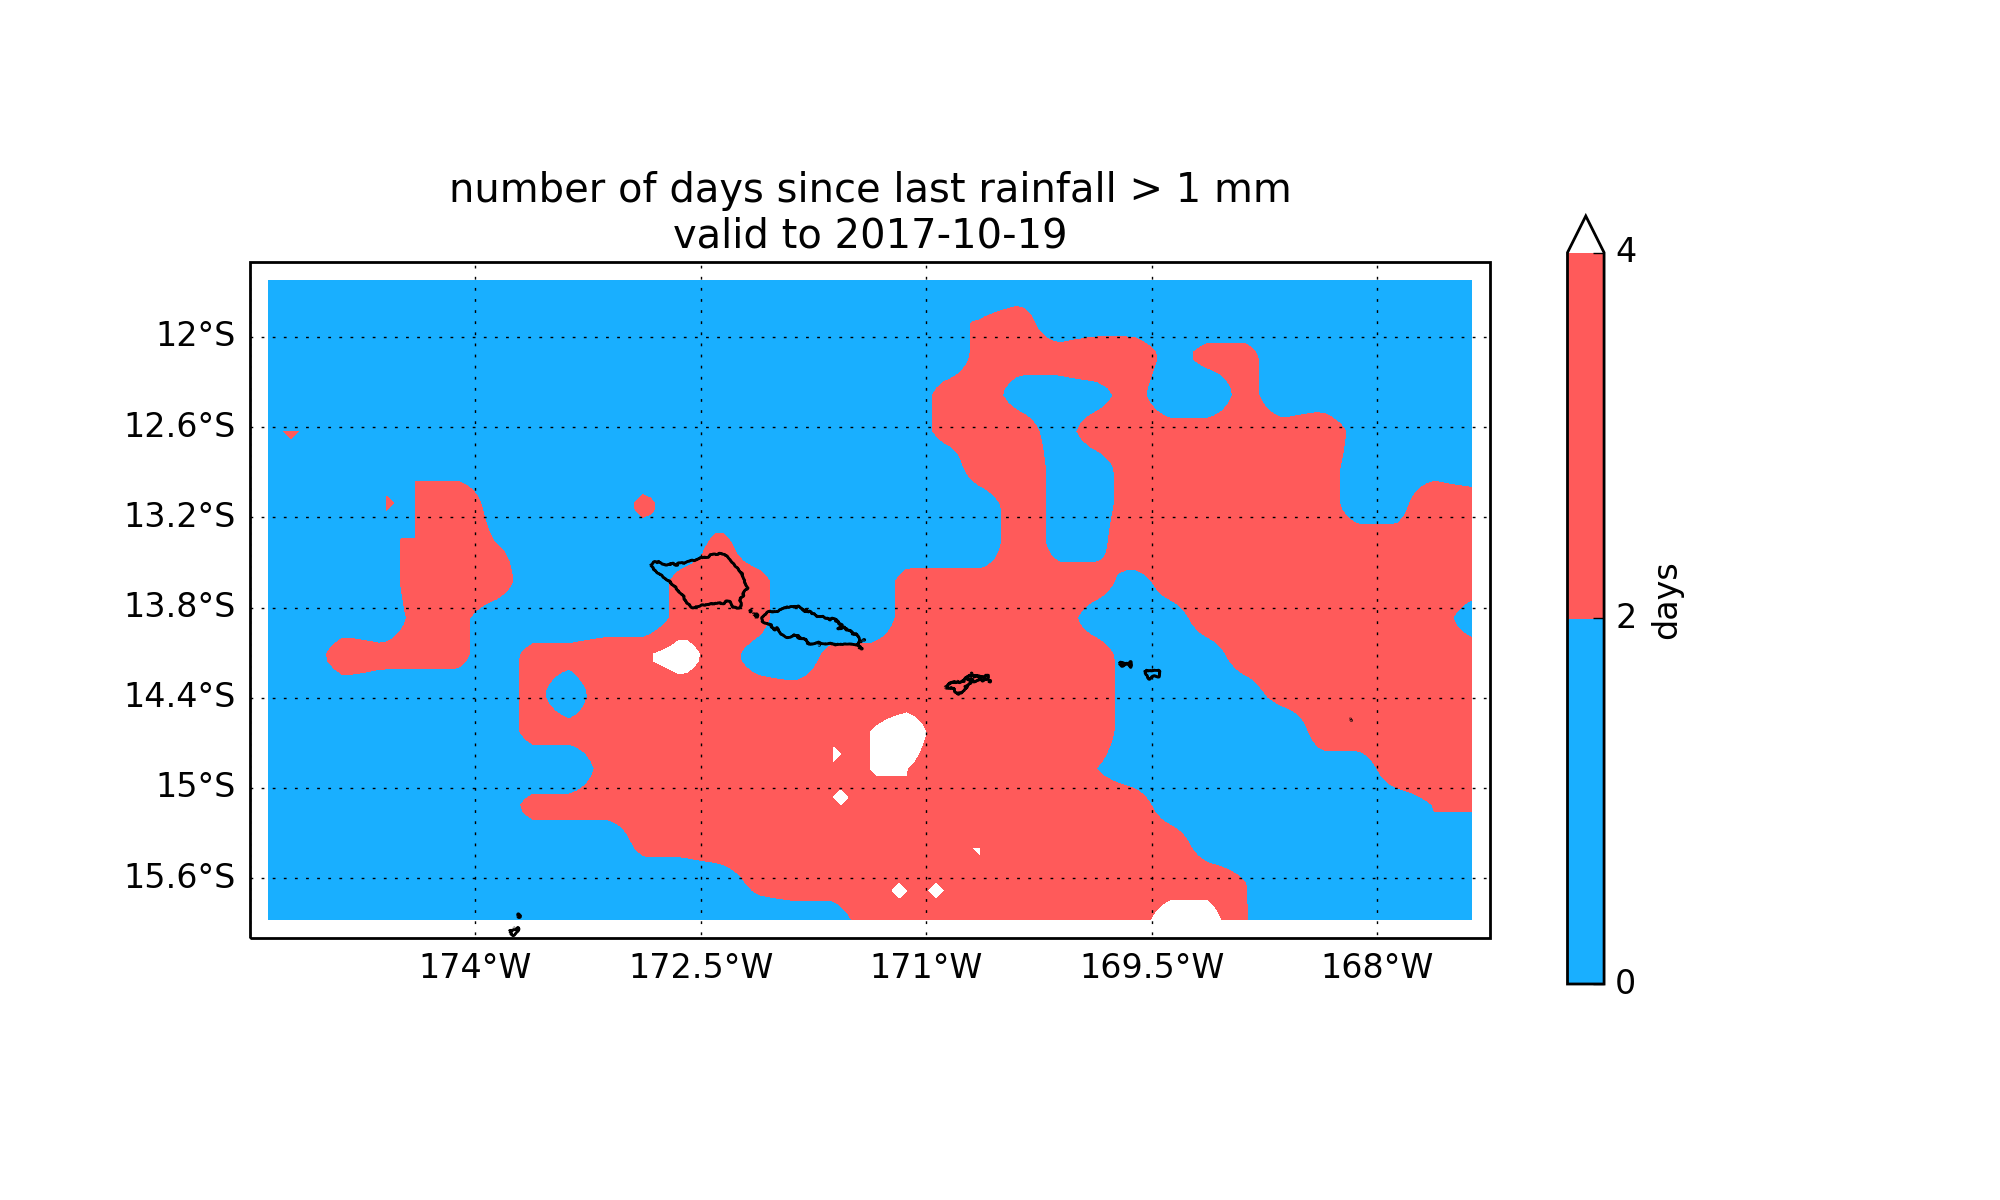 number of days since last rainfall > 1 mm
valid to 2017-10-19
12°S
12.6°S
13.2°S
13.8°S
14.4°S
15°S
15.6°S
174°W 172.5°W 171°W 169.5°W 168°W
4
2
0
days